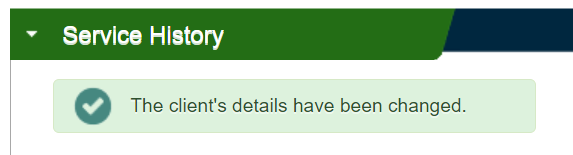 Service History
The client's details have been changed.